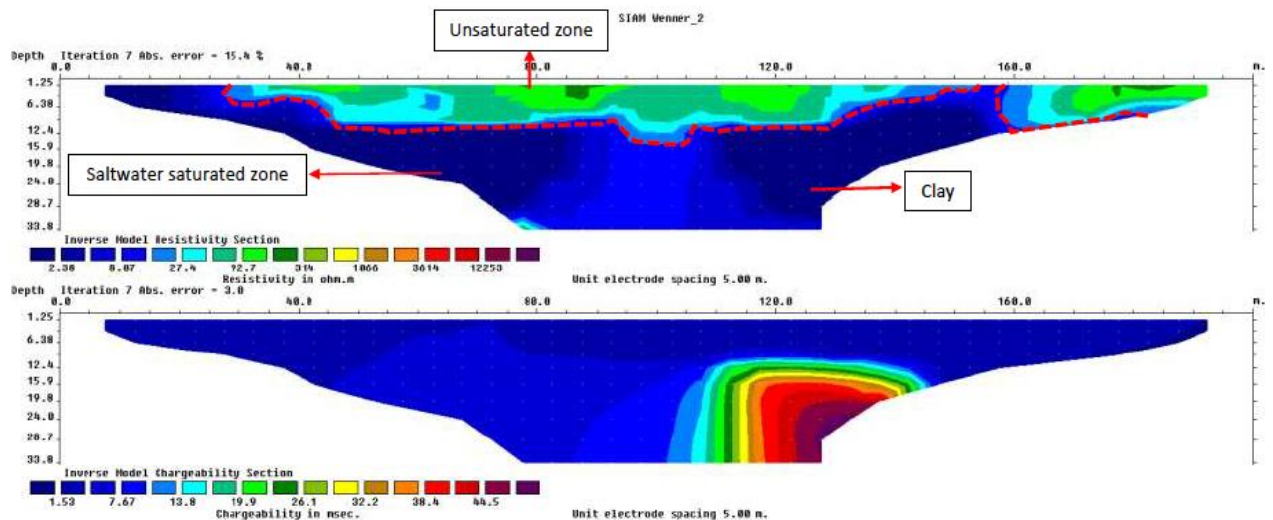 SIAM Wenner_2
Unsaturated zone
Depth Iteration 7 Abs. error = 15.4 %
0.0 40.0 80.0 120.0 160.0 m.
1.25
6.38
12.4
15.9
19.8
24.0
28.7
33.8
Saltwater saturated zone
Clay
Inverse Model Resistivity Section
2.38 8.07 27.4 92.7 314 1066 3614 12253
Resistivity in ohm.m
Unit electrode spacing 5.00 m.
Depth Iteration 7 Abs. error = 3.0
0.0 40.0 80.0 120.0 160.0 m.
1.25
6.38
12.4
15.9
19.8
24.0
28.7
33.8
Inverse Model Chargeability Section
1.53 7.67 13.8 19.9 26.1 32.2 38.4 44.5
Chargeability in msec.
Unit electrode spacing 5.00 m.